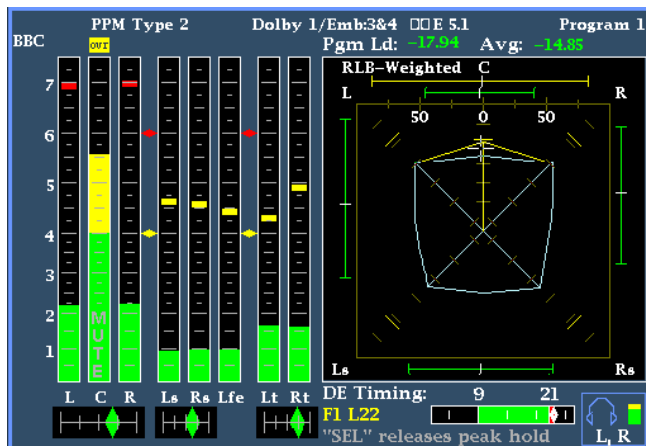 PPM Type 2 Dolby 1/Emb:3&4 □□E 5.1 Program 1
BBC OUT Pgm Ld: -17.94 Avg: -14.85
RLB-Weighted C
L R
50 0 50
7
6
5
4
3
2
1
MUTE
Ls Rs
L C R Ls Rs Lfe Lt Rt
DE Timing: 9 21
F1 L22
"SEL" releases peak hold
L R